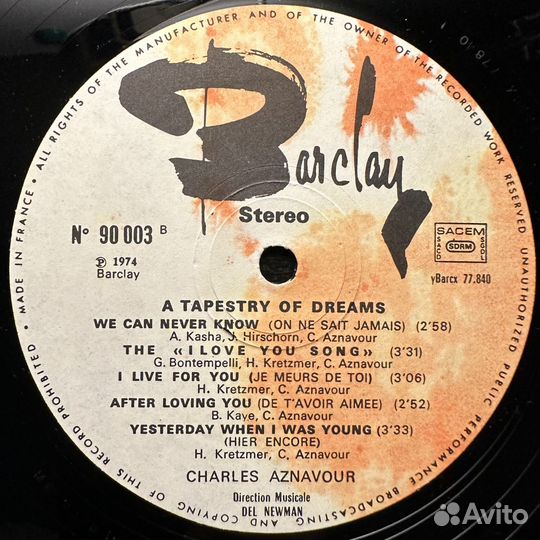 MADE IN FRANCE • ALL RIGHTS OF THE MANUFACTURER AND OF THE OWNER OF THE RECORDED WORK RESERVED UNAUTHORIZED PUBLIC PERFORMANCE BROADCASTING AND COPYING OF THIS RECORD PROHIBITED •
Barclay
Stereo
N° 90 003 B
℗ 1974
Barclay
SACEM
SACD SDRM SGDL
yBarcx 77.840
A TAPESTRY OF DREAMS
WE CAN NEVER KNOW (ON NE SAIT JAMAIS) (2'58)
A. Kasha, J. Hirschorn, C. Aznavour
THE «I LOVE YOU SONG» (3'31)
G. Bontempelli, H. Kretzmer, C. Aznavour
I LIVE FOR YOU (JE MEURS DE TOI) (3'06)
H. Kretzmer, C. Aznavour
AFTER LOVING YOU (DE T'AVOIR AIMEE) (2'52)
B. Kaye, C. Aznavour
YESTERDAY WHEN I WAS YOUNG (3'33)
(HIER ENCORE)
H. Kretzmer, C. Aznavour
CHARLES AZNAVOUR
Direction Musicale
DEL NEWMAN
Avito